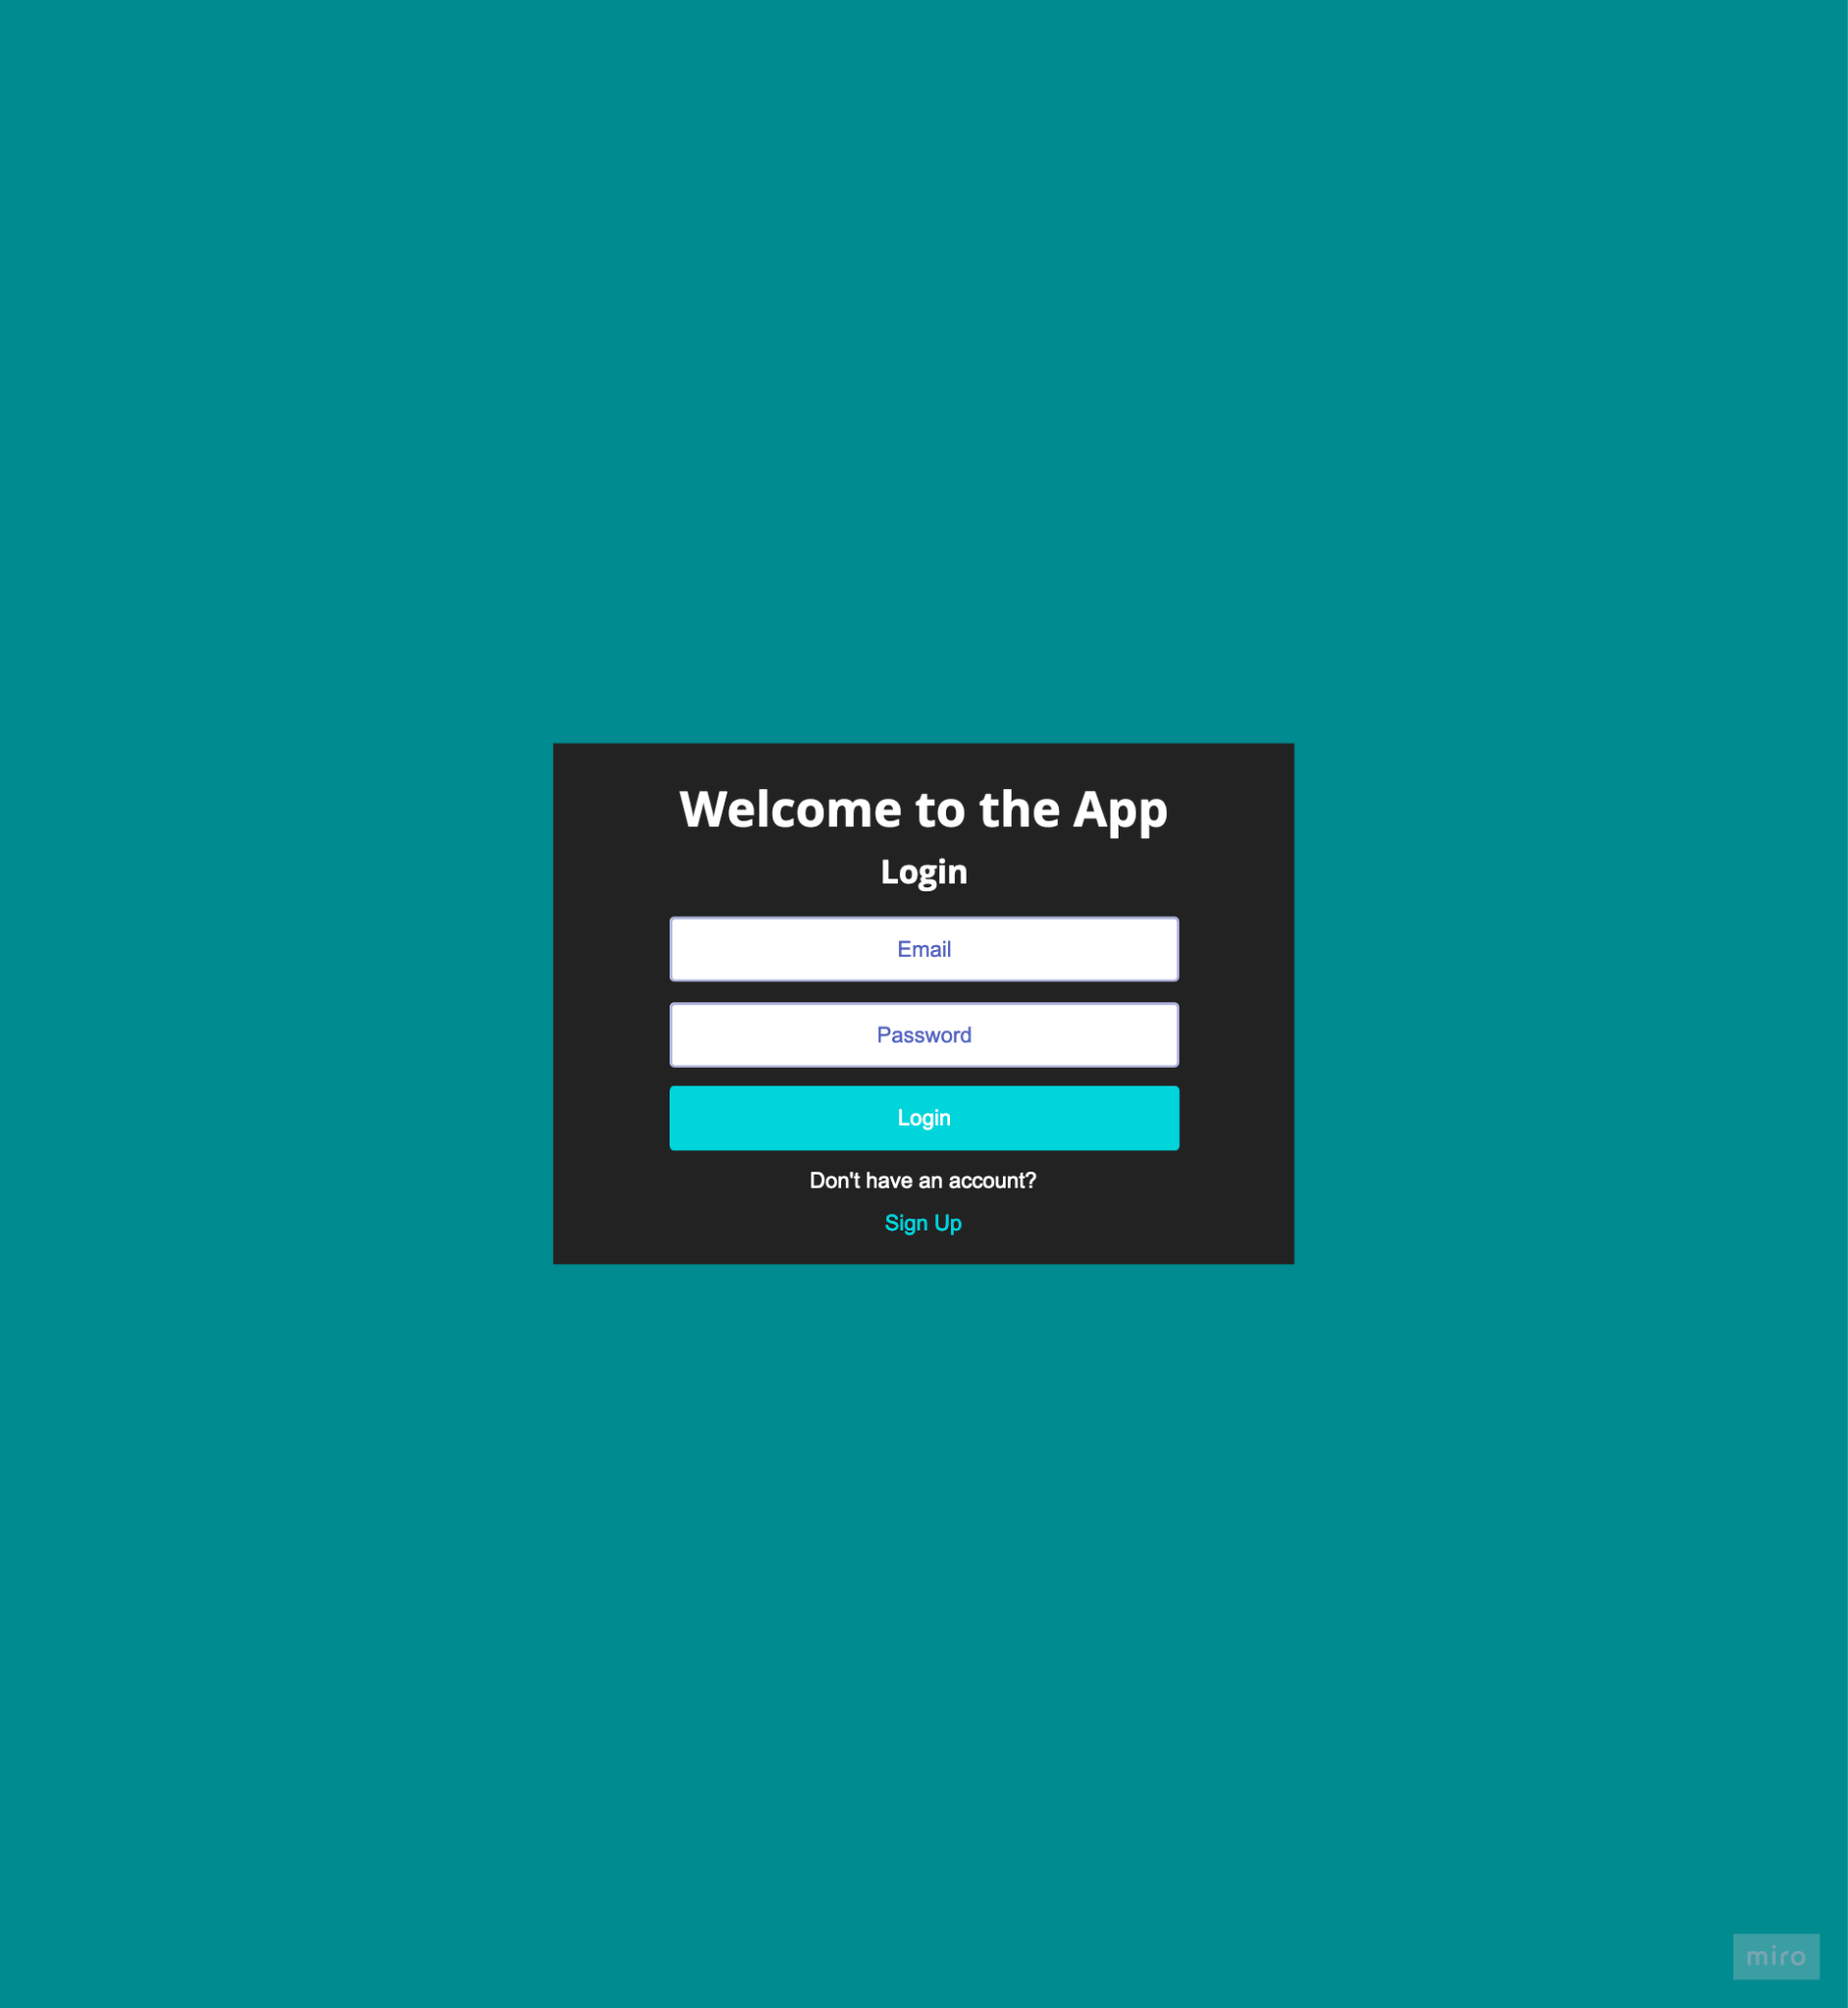 Welcome to the App
Login
Email
Password
Login
Don't have an account?
Sign Up
miro